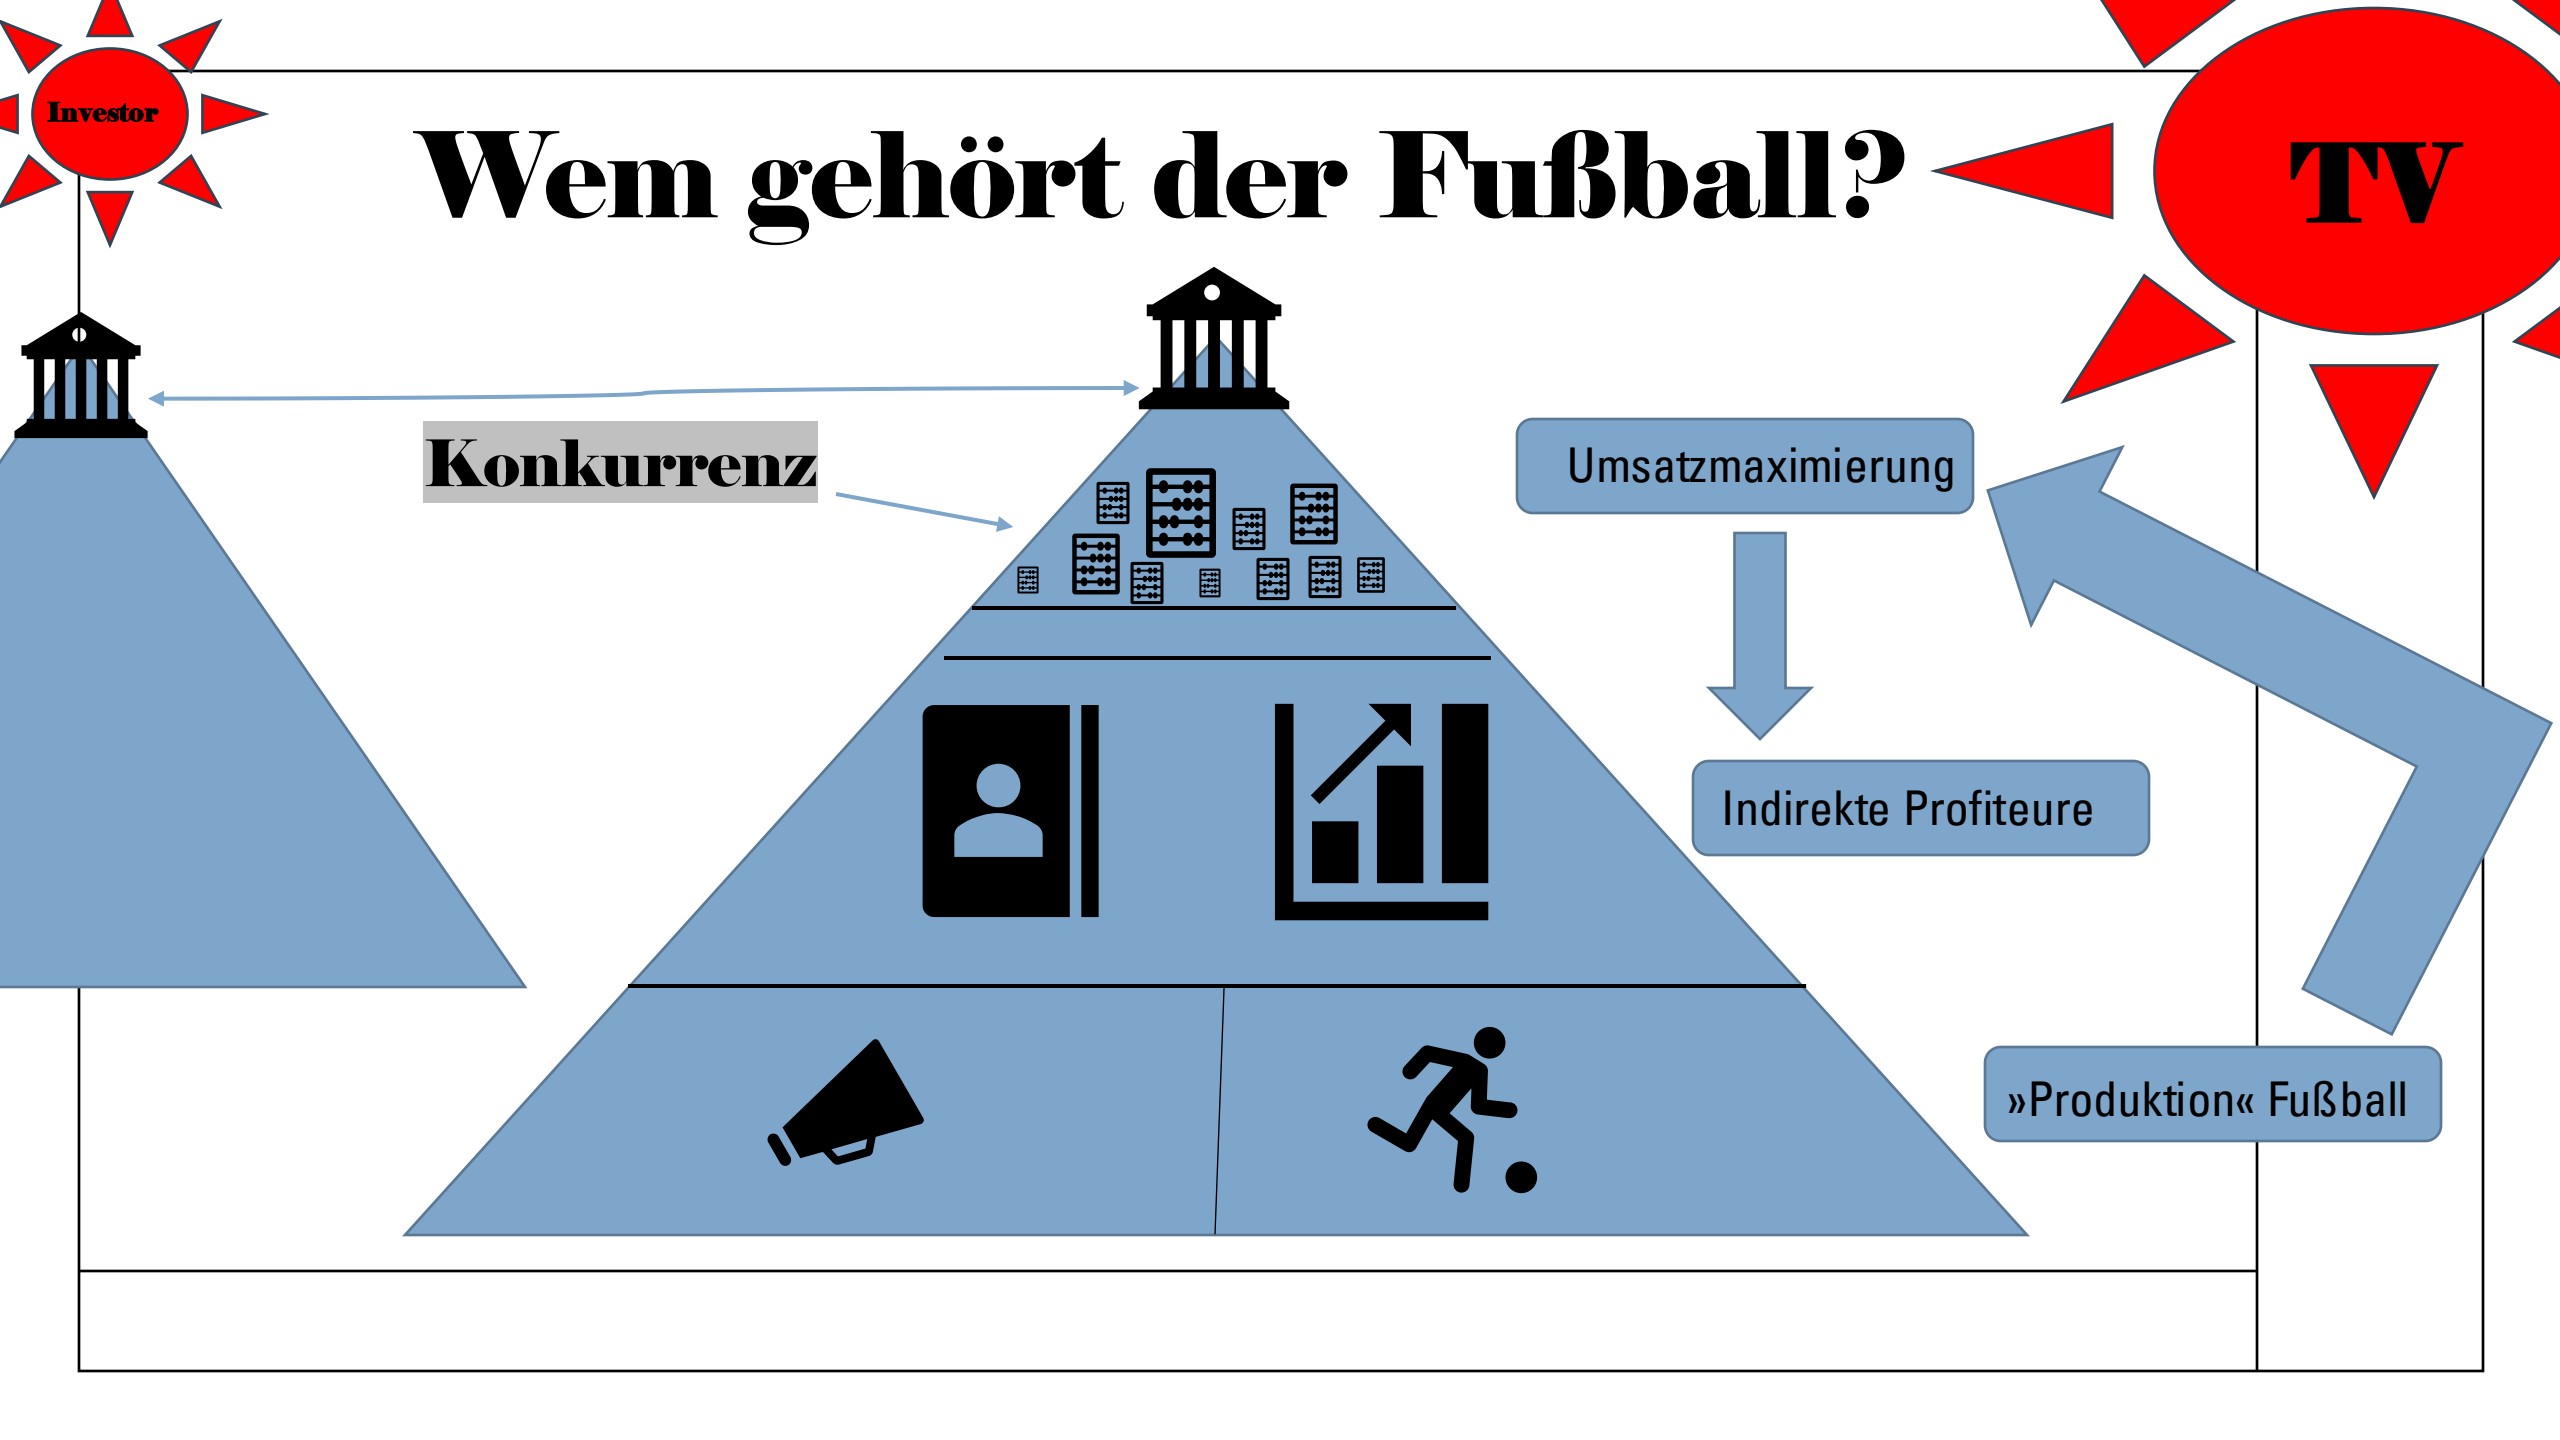 Investor
Wem gehört der Fußball?
TV
Konkurrenz
Umsatzmaximierung
Indirekte Profiteure
»Produktion« Fußball